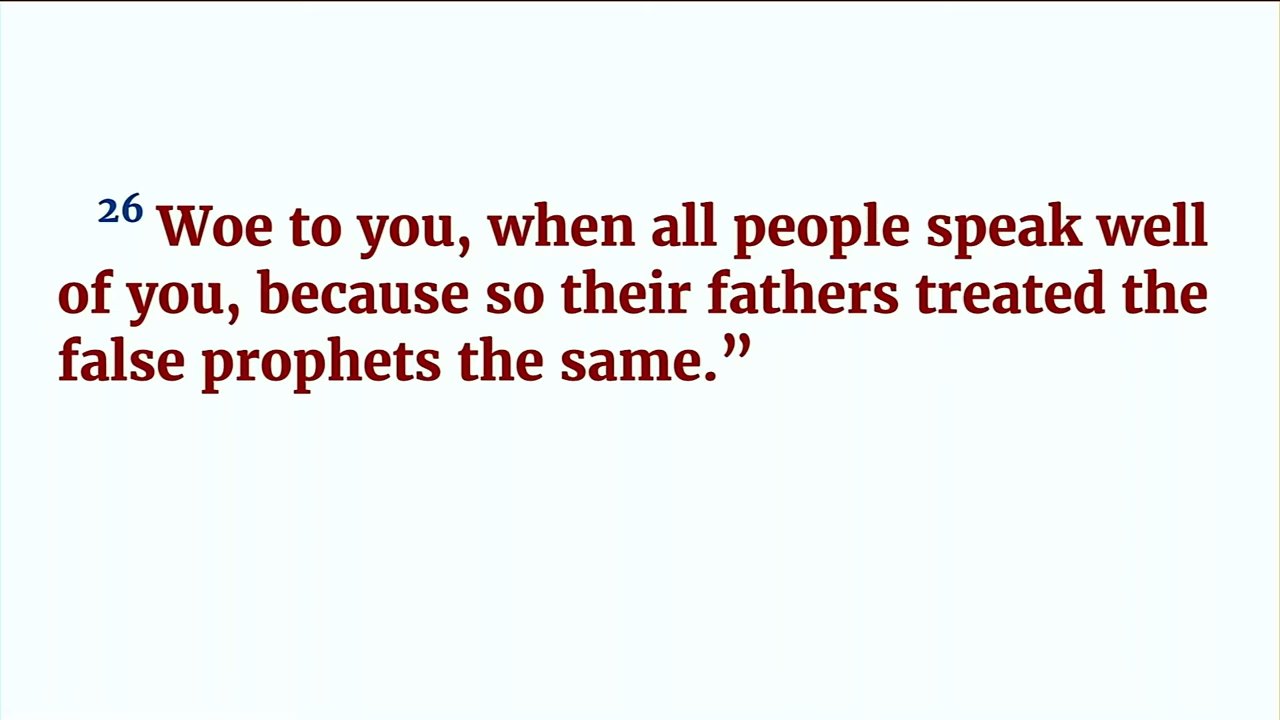 26 Woe to you, when all people speak well
of you, because so their fathers treated the
false prophets the same.”